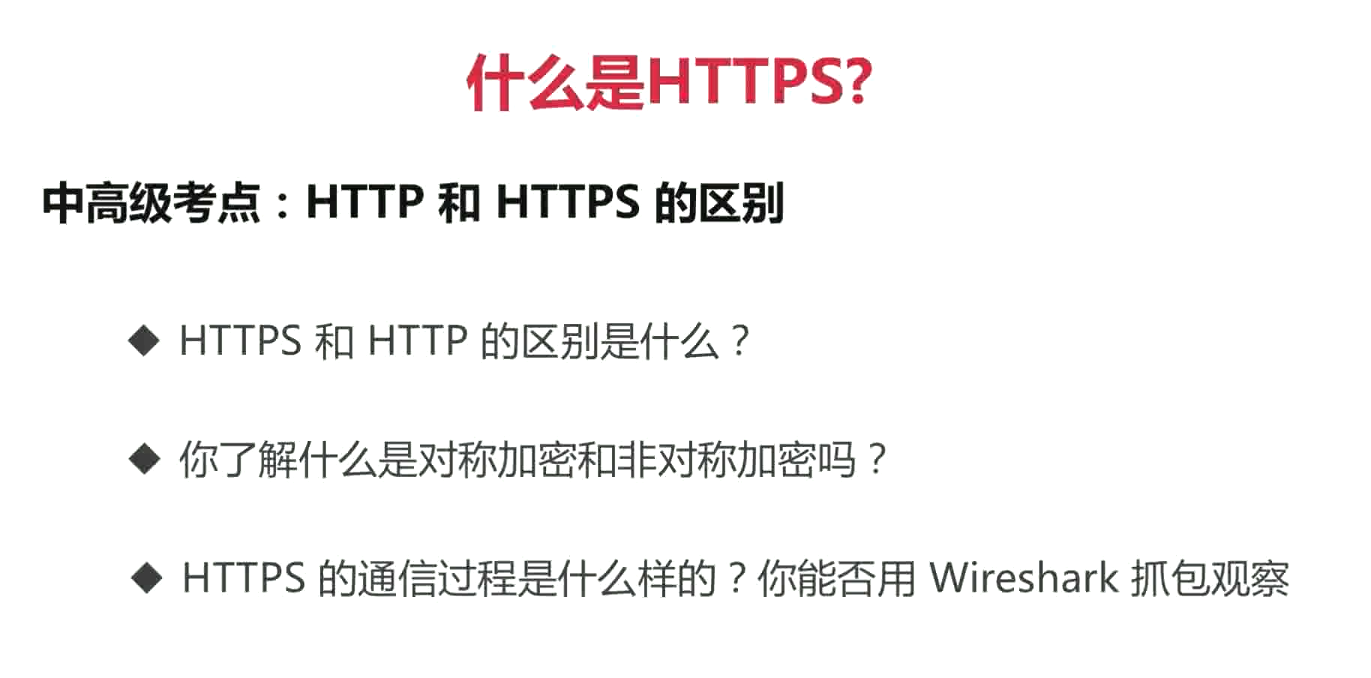 什么是HTTPS?
中高级考点：HTTP 和 HTTPS 的区别
◆ HTTPS 和 HTTP 的区别是什么？
◆ 你了解什么是对称加密和非对称加密吗？
◆ HTTPS 的通信过程是什么样的？你能否用 Wireshark 抓包观察